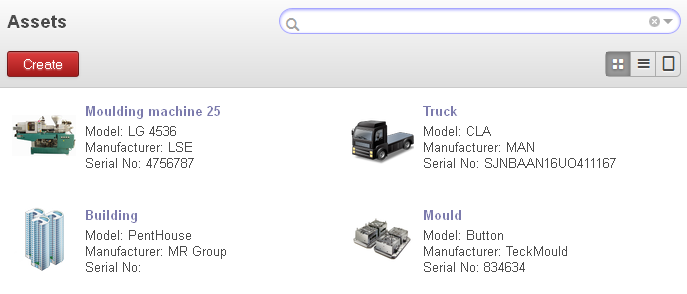 Assets
Create
Moulding machine 25
Model: LG 4536
Manufacturer: LSE
Serial No: 4756787
Truck
Model: CLA
Manufacturer: MAN
Serial No: SJNBAAN16UO411167
Building
Model: PentHouse
Manufacturer: MR Group
Serial No:
Mould
Model: Button
Manufacturer: TeckMould
Serial No: 834634